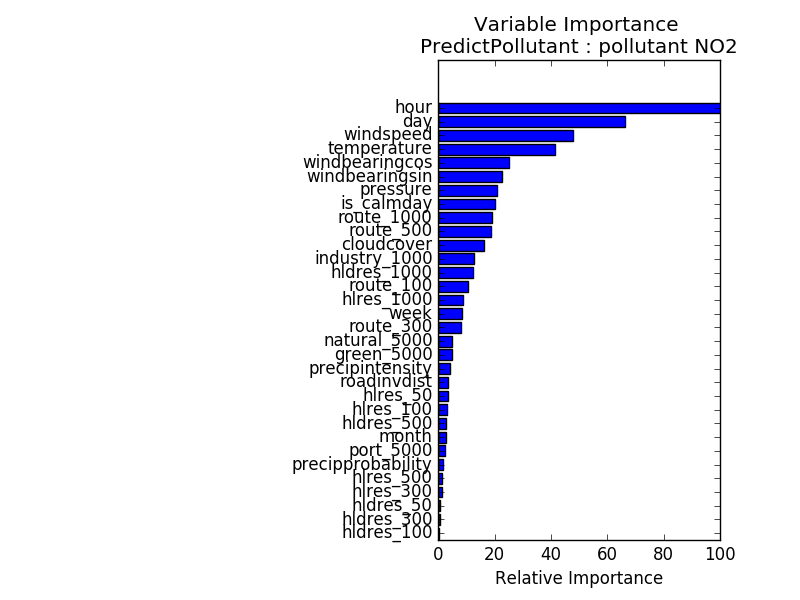 Variable Importance
PredictPollutant : pollutant NO2
hour
day
windspeed
temperature
windbearingcos
windbearingsin
pressure
is_calmday
route_1000
route_500
cloudcover
industry_1000
hldres_1000
route_100
hlres_1000
week
route_300
natural_5000
green_5000
precipintensity
roadinvdist
hlres_50
hlres_100
hldres_500
month
port_5000
precipprobability
hlres_500
hlres_300
hldres_50
hldres_300
hldres_100
0 20 40 60 80 100
Relative Importance